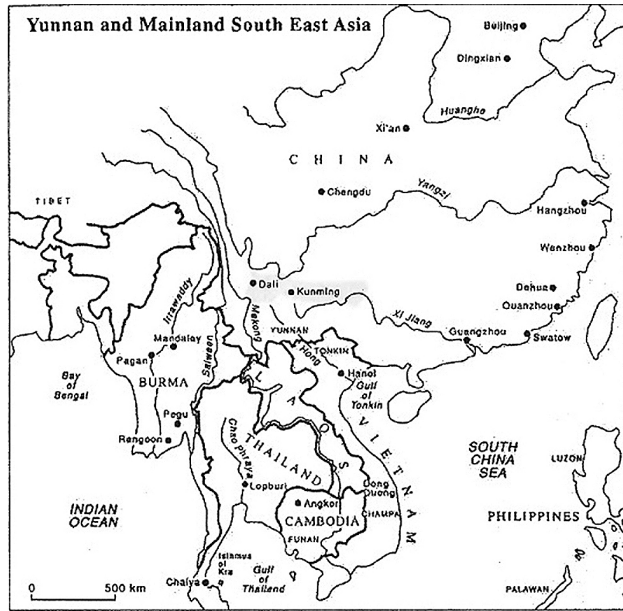 Yunnan and Mainland South East Asia
Beijing
Dingxian
Huanghe
Xi'an
CHINA
Chengdu
Yangzi
TIBET
Hangzhou
Wenzhou
Dali
Kunming
Dehua
Quanzhou
Irrawaddy
Mekong
Xi Jiang
YUNNAN
Guangzhou
Swatow
Mandalay
Salween
Hong
TONKIN
Pagan
Hanoi
Bay
of
Bengal
BURMA
LAOS
Gulf
of
Tonkin
Pegu
VIETNAM
Rangoon
Chao phraya
THAILAND
SOUTH
CHINA
SEA
LUZON
Lopburi
Dong
Duong
INDIAN
OCEAN
Angkor
CHAMPA
PHILIPPINES
CAMBODIA
FUNAN
Isthmus
of
Kra
Gulf
of
Thailand
Chaiya
0 500 km
PALAWAN